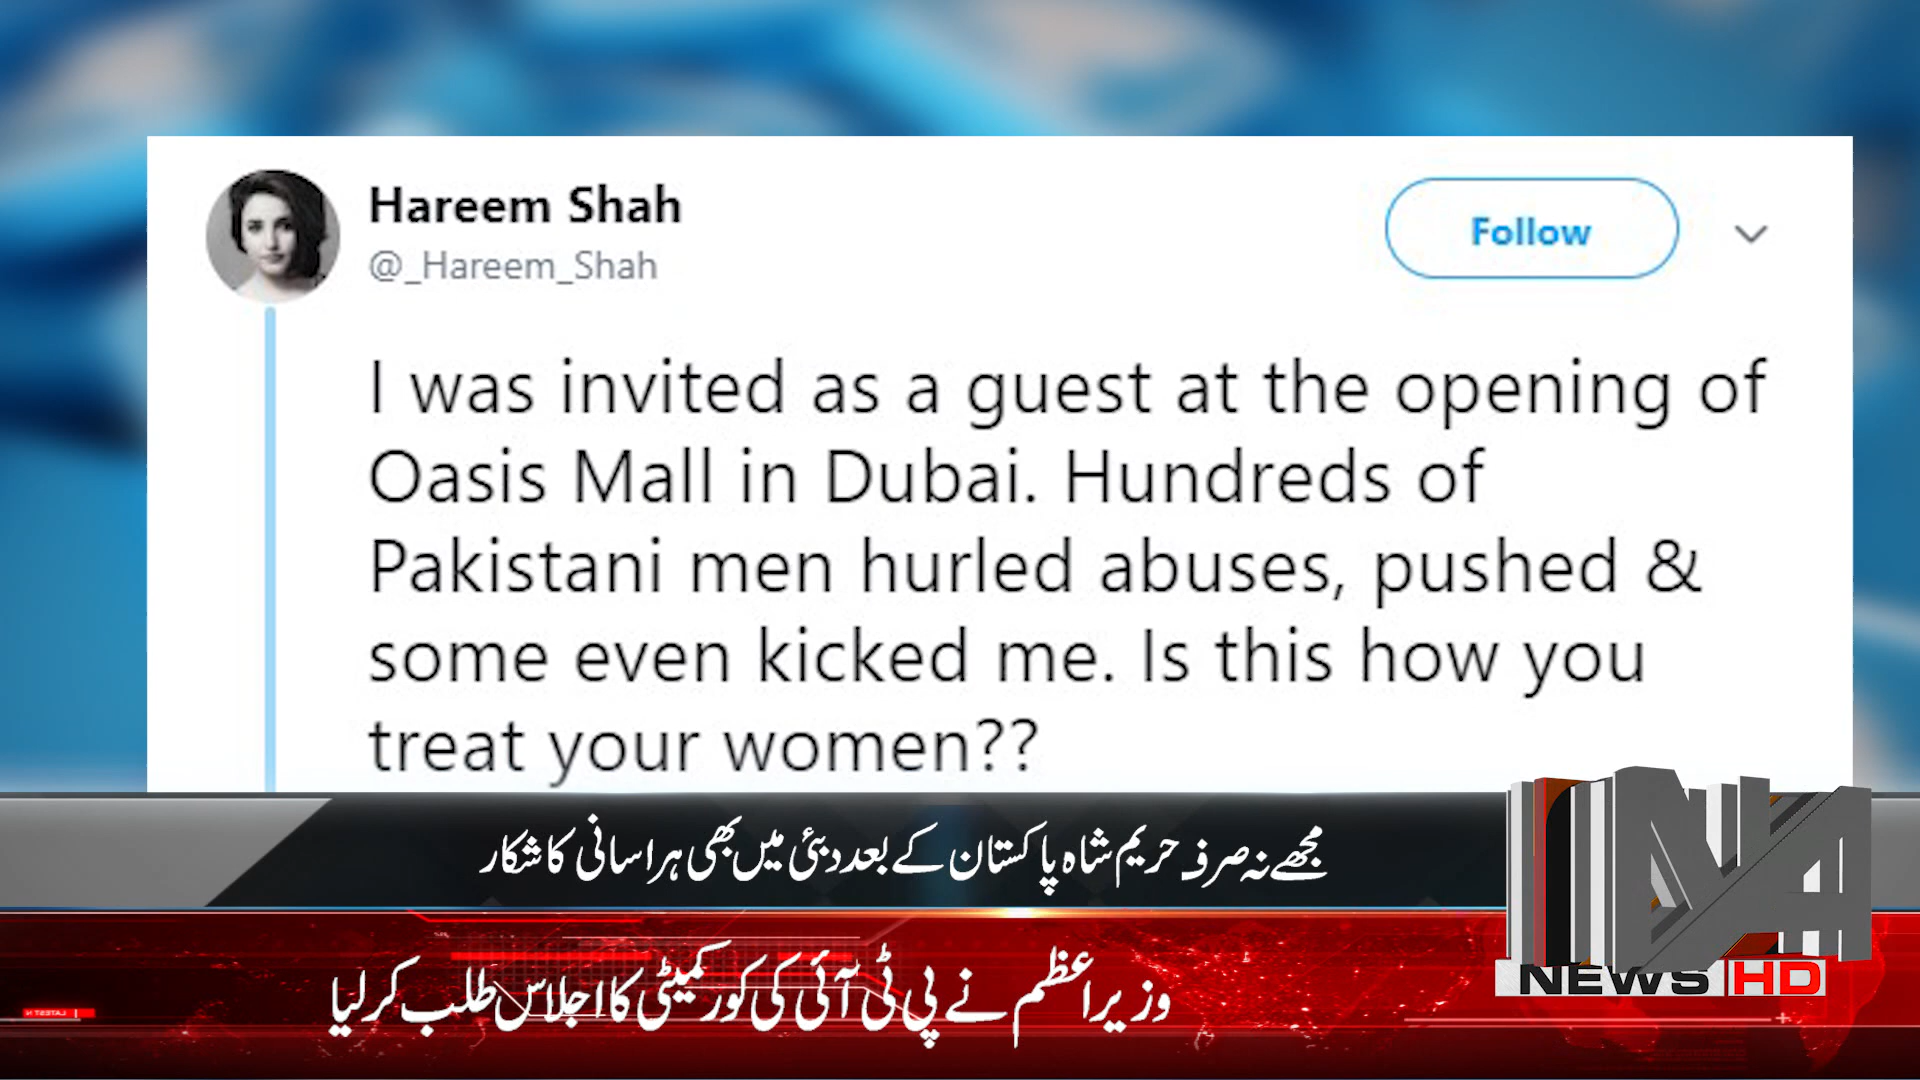 Hareem Shah
@_Hareem_Shah
Follow
I was invited as a guest at the opening of
Oasis Mall in Dubai. Hundreds of
Pakistani men hurled abuses, pushed &
some even kicked me. Is this how you
treat your women??
مجھے نہ صرف حریم شاہ پاکستان کے بعد دبئی میں بھی ہراسانی کا شکار
وزیراعظم نے پی ٹی آئی کی کور کمیٹی کا اجلاس طلب کر لیا
NEWS HD